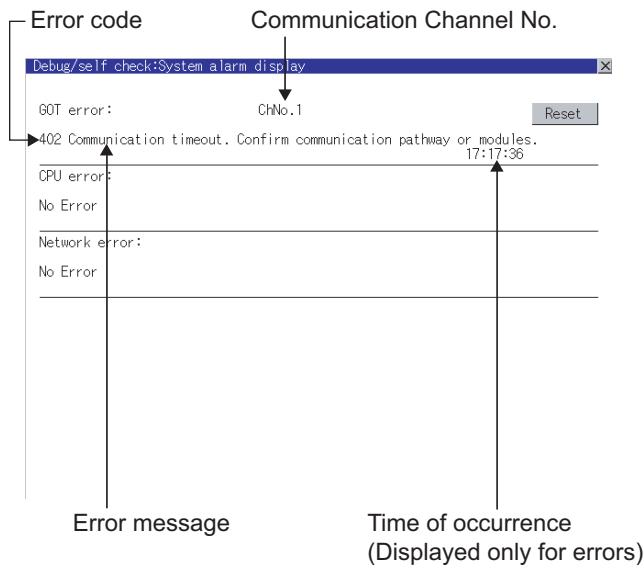 Error code
Communication Channel No.
Debug/self check:System alarm display
GOT error:
ChNo.1
Reset
402 Communication timeout. Confirm communication pathway or modules.
17:17:36
CPU error:
No Error
Network error:
No Error
Error message
Time of occurrence
(Displayed only for errors)